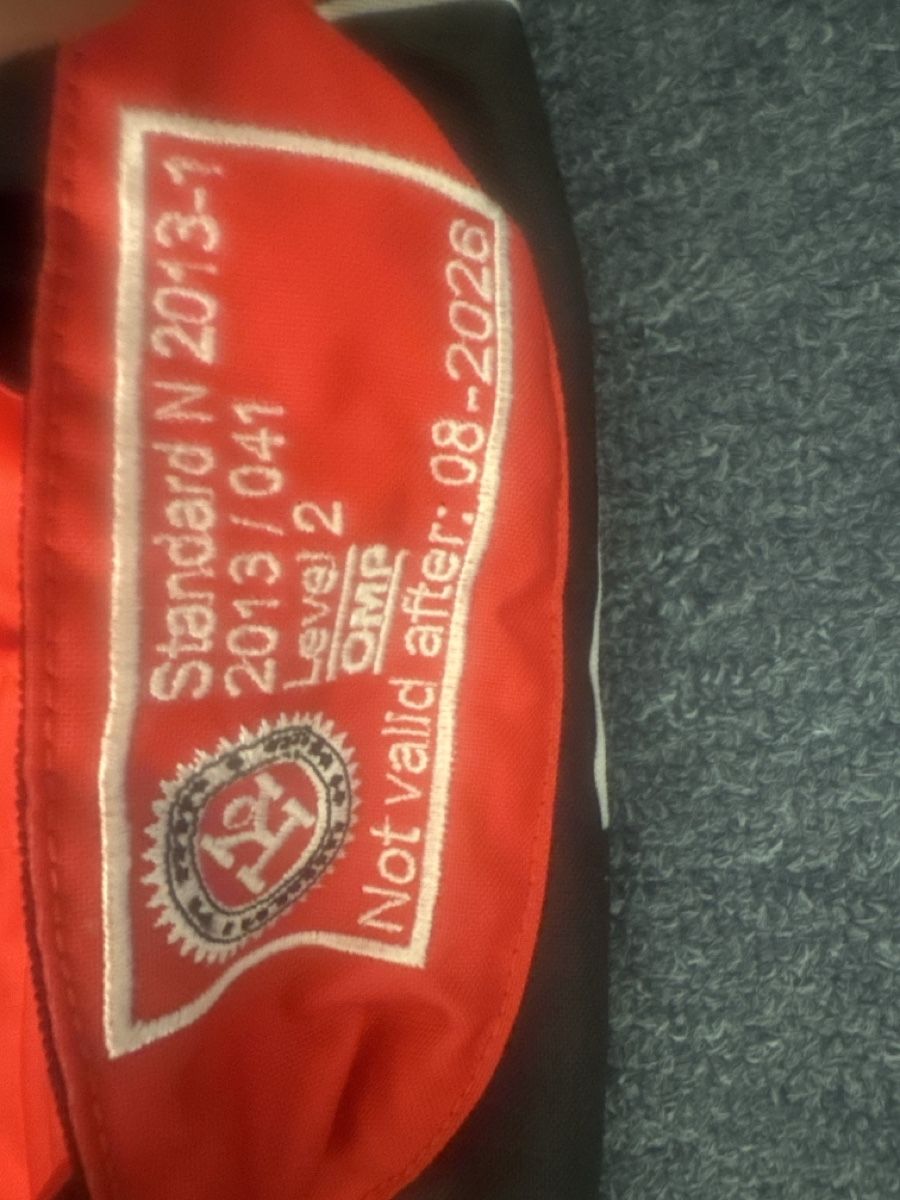 Standard N 2013-1
2013 / 041
Level 2
OMP
Not valid after: 08-2026